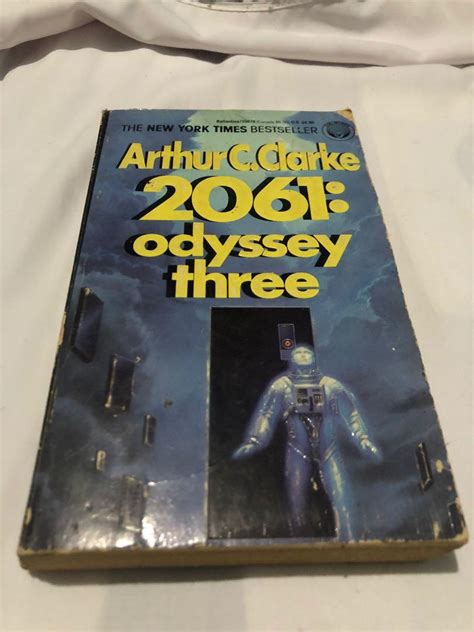 THE NEW YORK TIMES BESTSELLER
Arthur C. Clarke
2061:
odyssey
three